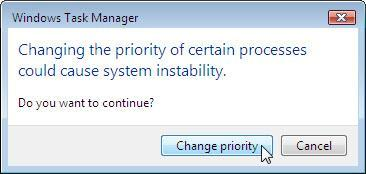 Windows Task Manager
Changing the priority of certain processes
could cause system instability.
Do you want to continue?
Change priority
Cancel